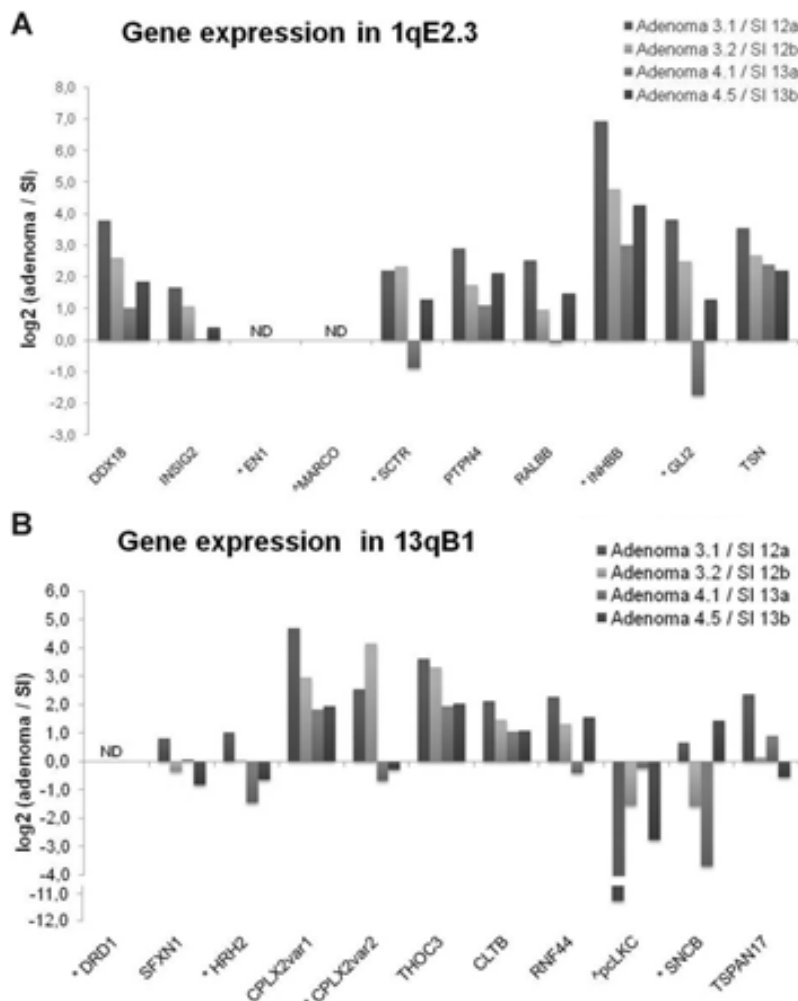 A
Gene expression in 1qE2.3
Adenoma 3.1 / SI 12a
Adenoma 3.2 / SI 12b
Adenoma 4.1 / SI 13a
Adenoma 4.5 / SI 13b
log2 (adenoma / SI)
8,0
7,0
6,0
5,0
4,0
3,0
2,0
1,0
0,0
-1,0
-2,0
-3,0
ND
ND
DDX18
INSIG2
* EN1
^MARCO
* SCTR
PTPN4
RALBB
* INHBB
* GLI2
TSN
B
Gene expression in 13qB1
Adenoma 3.1 / SI 12a
Adenoma 3.2 / SI 12b
Adenoma 4.1 / SI 13a
Adenoma 4.5 / SI 13b
log2 (adenoma / SI)
6,0
5,0
4,0
3,0
2,0
1,0
0,0
-1,0
-2,0
-3,0
-4,0
-11,0
-12,0
ND
* DRD1
SFXN1
* HRH2
CPLX2var1
CPLX2var2
THOC3
CLTB
RNF44
^pcLKC
* SNCB
TSPAN17